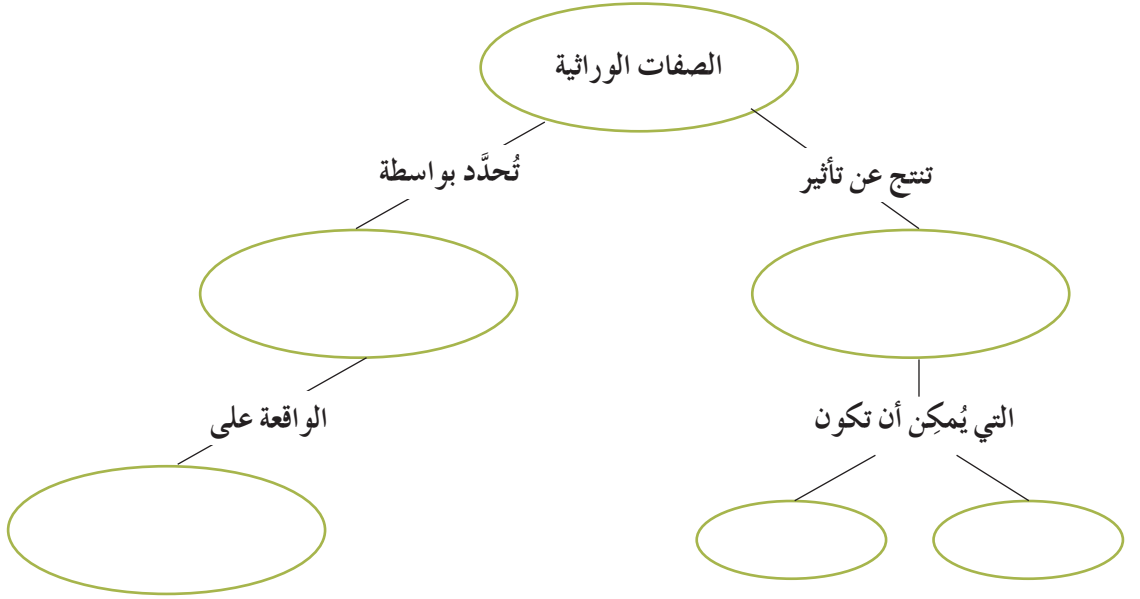 الصفات الوراثية
تنتج عن تأثير
تُحدَّد بواسطة
التي يُمكِن أن تكون
الواقعة على